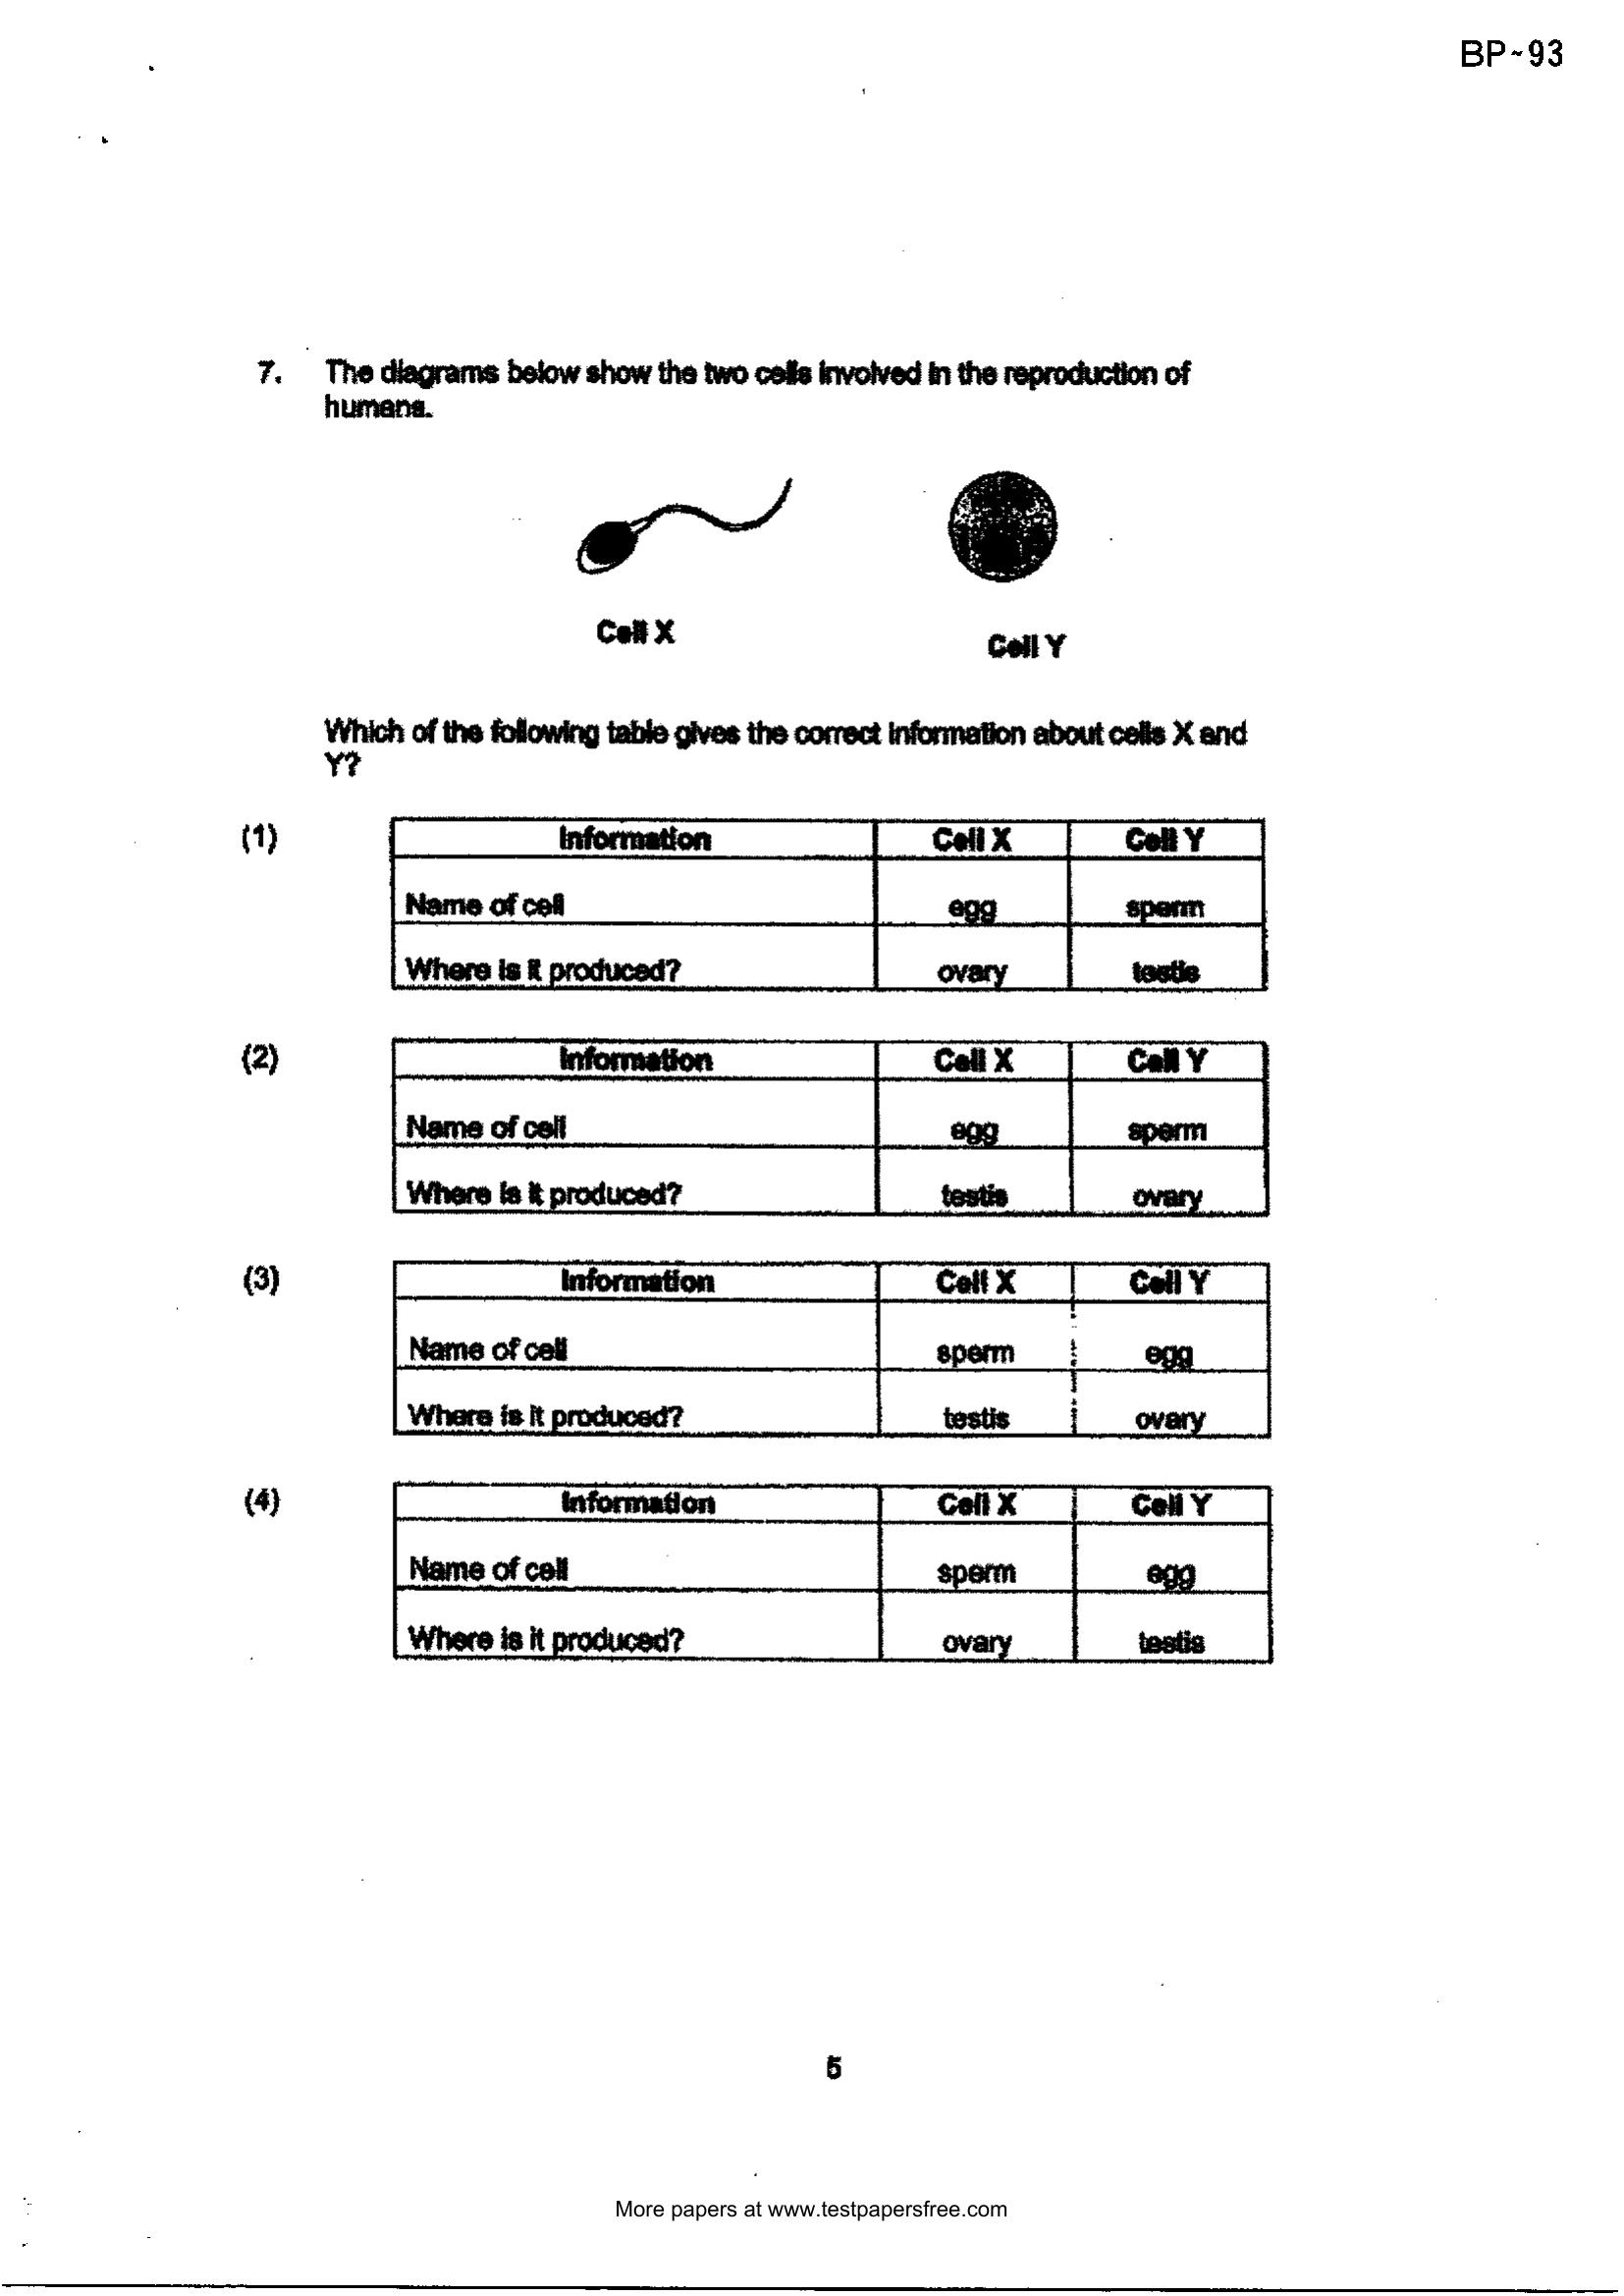 BP~93
7. The diagrams below show the two cells involved in the reproduction of
humans.
Cell X
Cell Y
Which of the following table gives the correct information about cells X and
Y?
(1) Information Cell X Cell Y
Name of cell egg sperm
Where is it produced? ovary testis
(2) Information Cell X Cell Y
Name of cell egg sperm
Where is it produced? testis ovary
(3) Information Cell X Cell Y
Name of cell sperm egg
Where is it produced? testis ovary
(4) Information Cell X Cell Y
Name of cell sperm egg
Where is it produced? ovary testis
5
More papers at www.testpapersfree.com